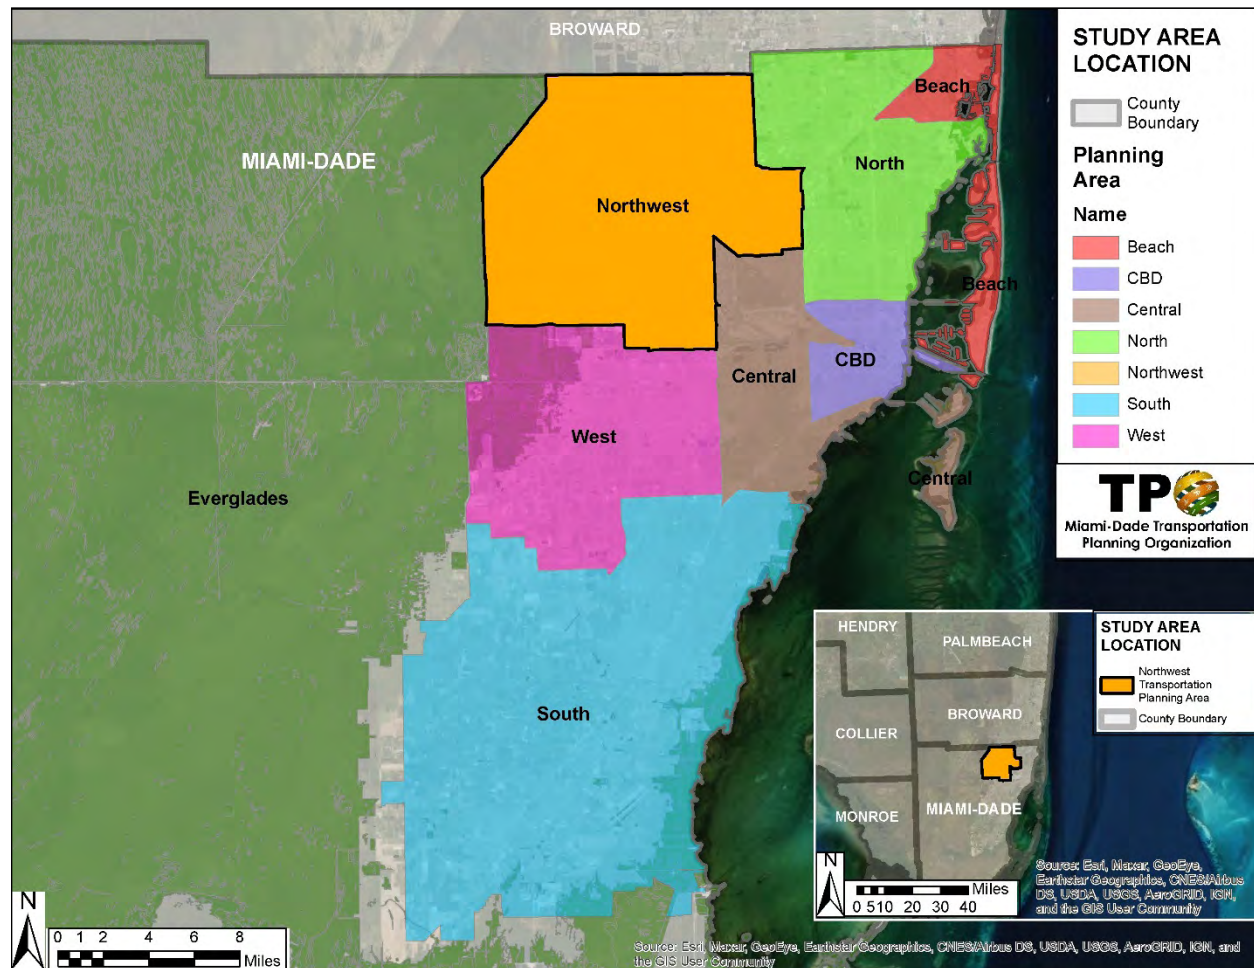 BROWARD
MIAMI-DADE
Beach
North
Northwest
Beach
Central
CBD
West
Central
Everglades
South
STUDY AREA
LOCATION
County
Boundary
Planning
Area
Name
Beach
CBD
Central
North
Northwest
South
West
TPO
Miami-Dade Transportation
Planning Organization
HENDRY
PALMBEACH
BROWARD
COLLIER
MIAMI-DADE
MONROE
STUDY AREA
LOCATION
Northwest
Transportation
Planning Area
County Boundary
N
0 5 10 20 30 40 Miles
Source: Esri, Maxar, GeoEye,
Earthstar Geographics, CNES/Airbus
DS, USDA, USGS, AeroGRID, IGN,
and the GIS User Community
N
0 1 2 4 6 8
Miles
Source: Esri, Maxar, GeoEye, Earthstar Geographics, CNES/Airbus DS, USDA, USGS, AeroGRID, IGN, and
the GIS User Community